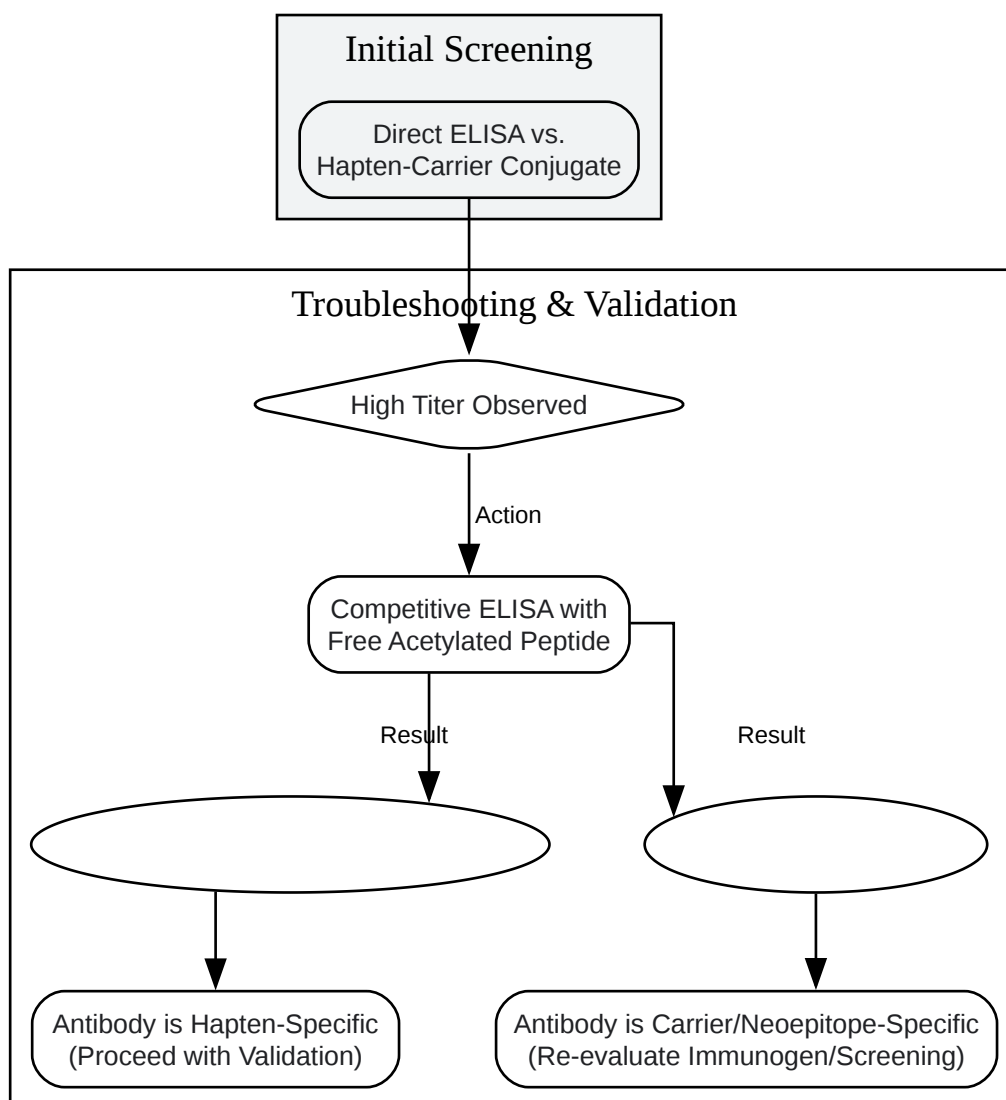 Initial Screening
Direct ELISA vs.
Hapten-Carrier Conjugate
Troubleshooting & Validation
High Titer Observed
Action
Competitive ELISA with
Free Acetylated Peptide
Result
Result
Antibody is Hapten-Specific
(Proceed with Validation)
Antibody is Carrier/Neoepitope-Specific
(Re-evaluate Immunogen/Screening)